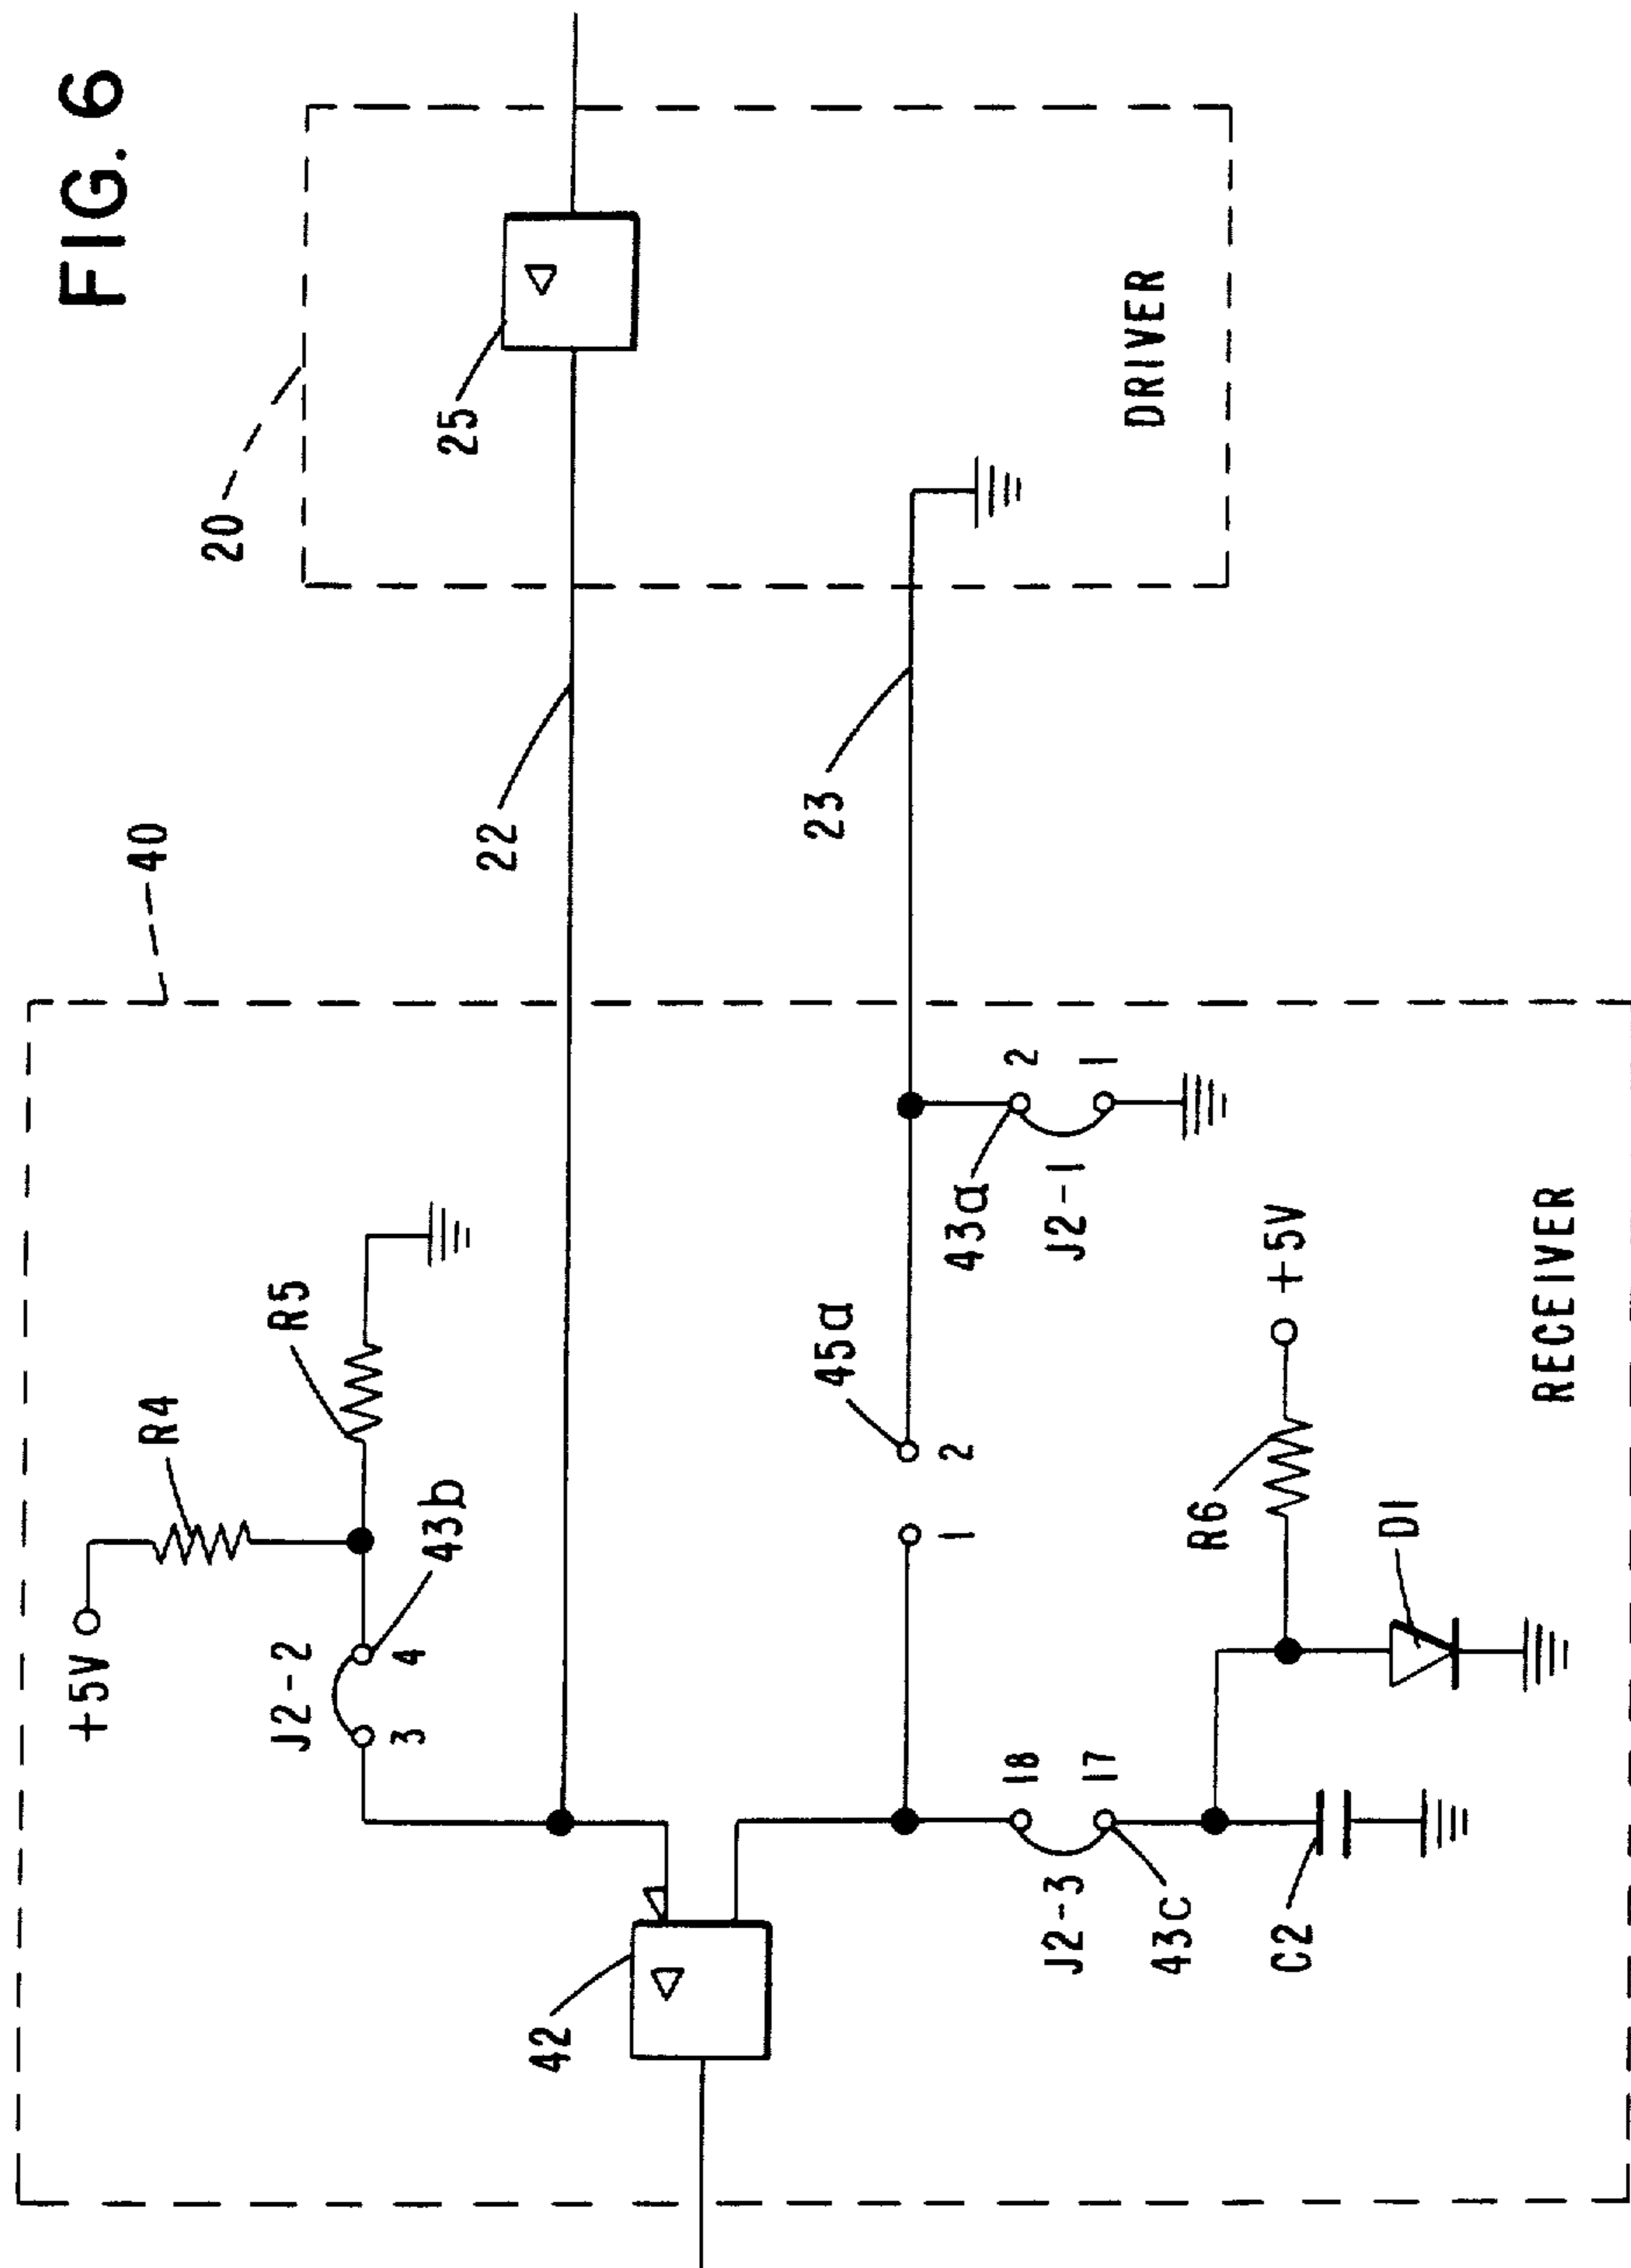 FIG. 6
20
25
DRIVER
22
23
40
+5V
R4
R5
J2-2
3
4
43b
42
45a
1
2
43a
J2-1
2
1
J2-3
18
17
43c
C2
R6
+5V
D1
RECEIVER